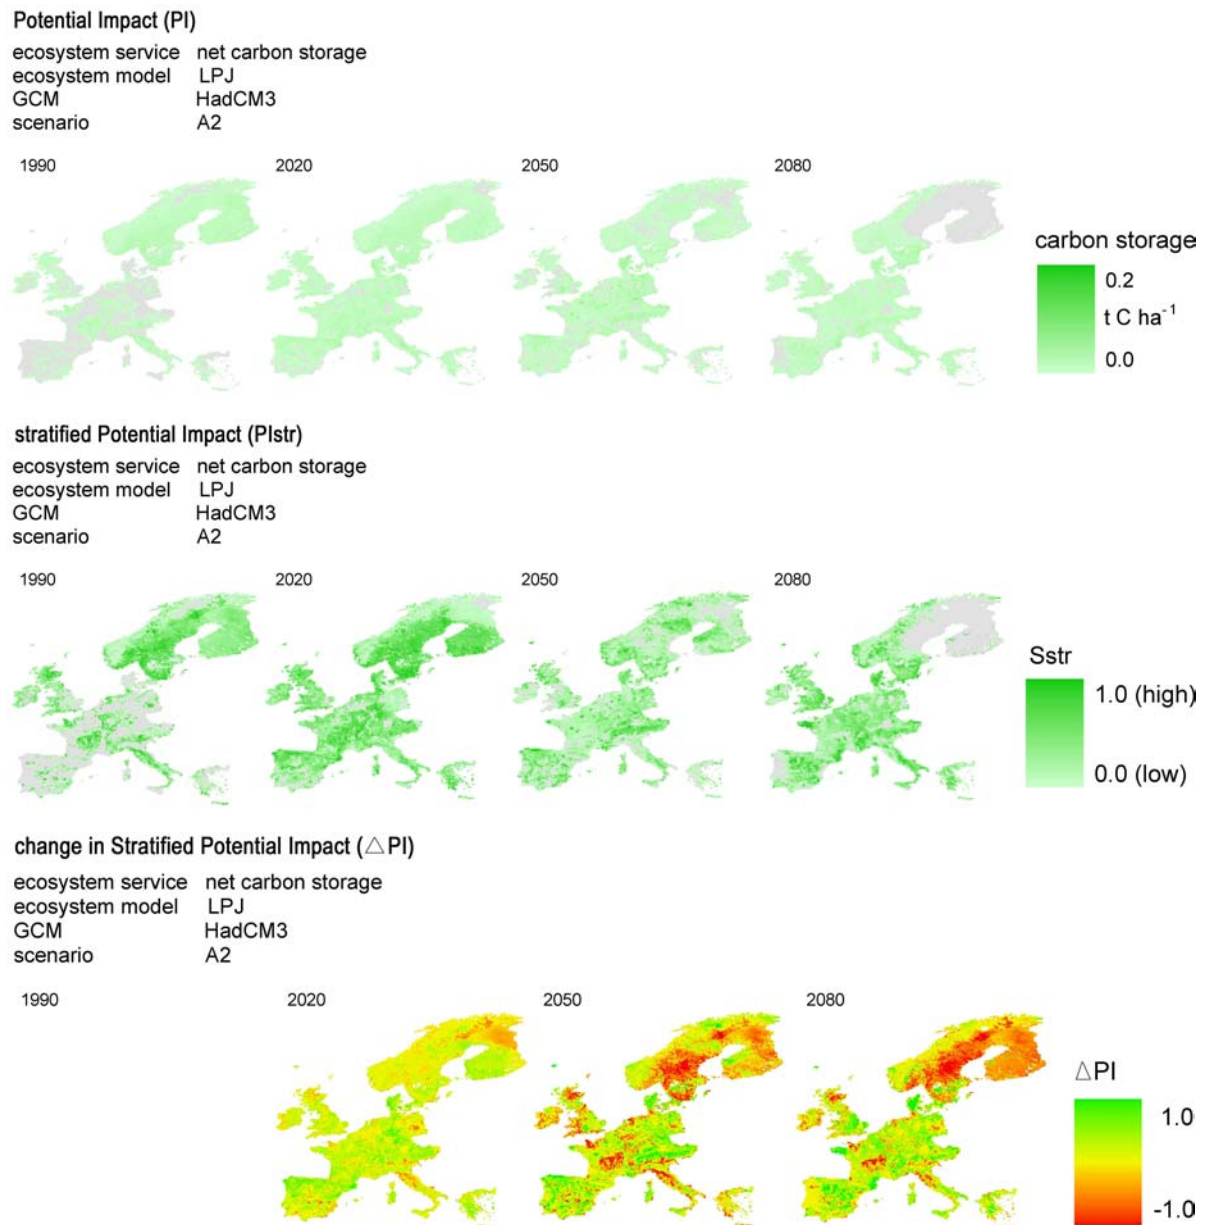 Potential Impact (PI)
ecosystem service net carbon storage
ecosystem model LPJ
GCM HadCM3
scenario A2
1990 2020 2050 2080
carbon storage
0.2
t C ha⁻¹
0.0
stratified Potential Impact (PIstr)
ecosystem service net carbon storage
ecosystem model LPJ
GCM HadCM3
scenario A2
1990 2020 2050 2080
Sstr
1.0 (high)
0.0 (low)
change in Stratified Potential Impact (△PI)
ecosystem service net carbon storage
ecosystem model LPJ
GCM HadCM3
scenario A2
1990 2020 2050 2080
△PI
1.0
-1.0